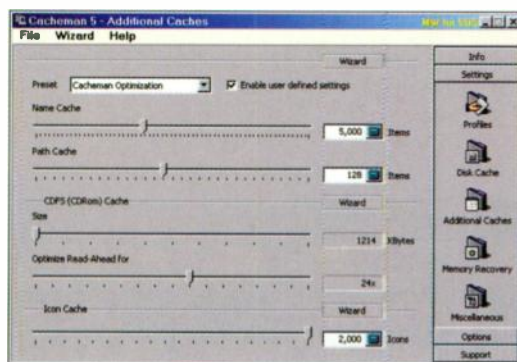 Cacheman 5 - Additional Caches
File Wizard Help
Wizard
Preset Cacheman Optimization Enable user defined settings
Name Cache
5,000 Items
Path Cache
128 Items
CDFS (CDRom) Cache Wizard
Size
1214 KBytes
Optimize Read-Ahead for
24x
Icon Cache Wizard
2,000 Icons
Info
Settings
Profiles
Disk Cache
Additional Caches
Memory Recovery
Miscellaneous
Options
Support